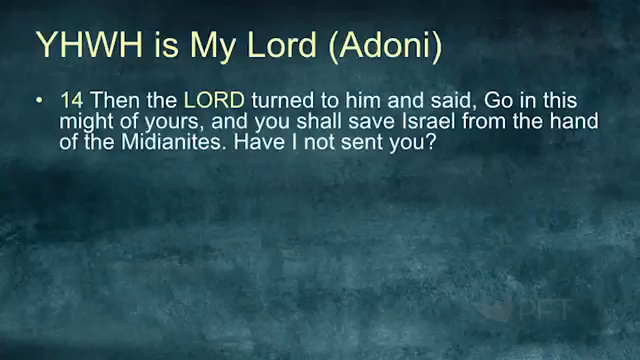 YHWH is My Lord (Adoni)
• 14 Then the LORD turned to him and said, Go in this
might of yours, and you shall save Israel from the hand
of the Midianites. Have I not sent you?
PFT